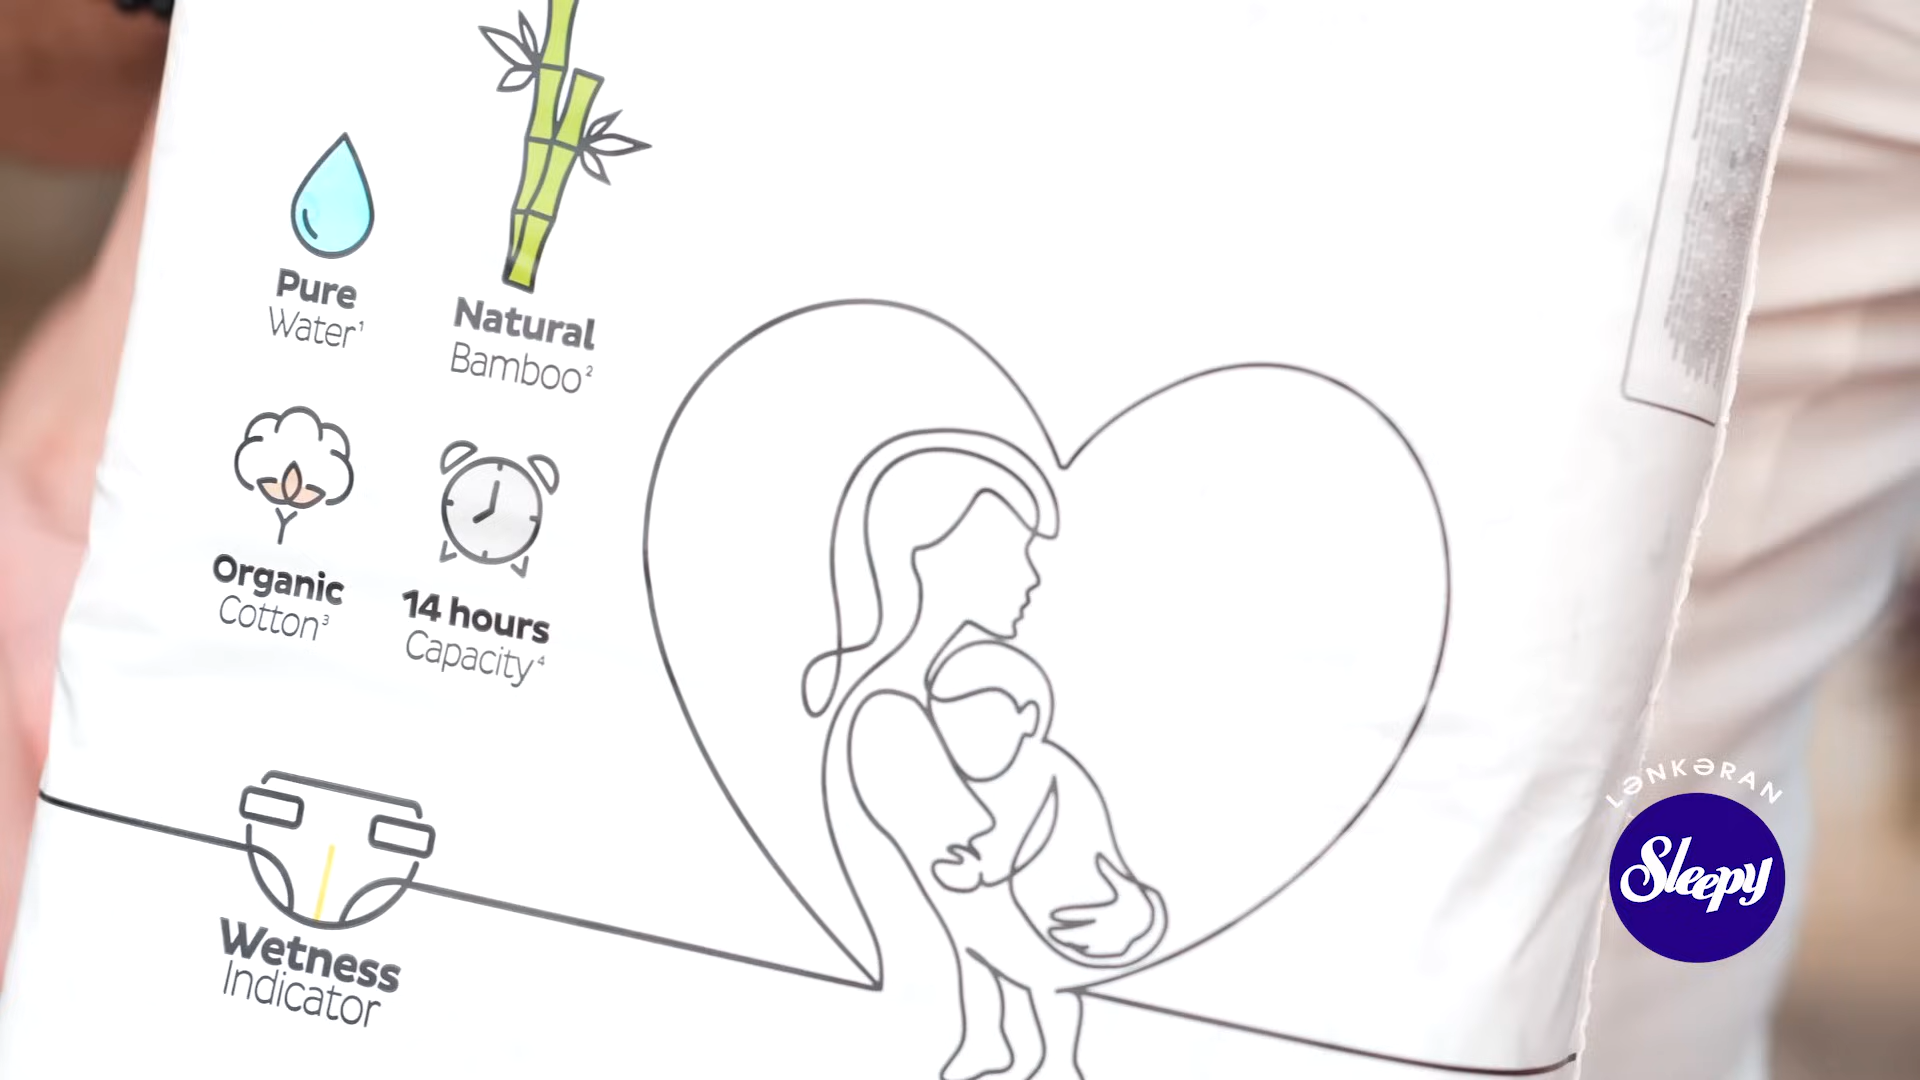 Pure
Water¹
Natural
Bamboo²
Organic
Cotton³
14 hours
Capacity⁴
Wetness
Indicator
LƏNKƏRAN
Sleepy